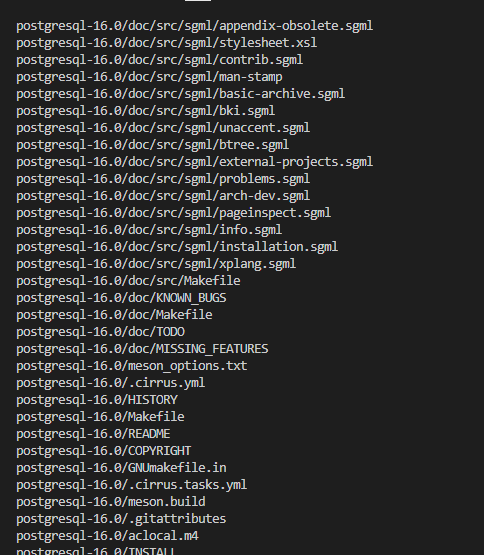 postgresql-16.0/doc/src/sgml/appendix-obsolete.sgml
postgresql-16.0/doc/src/sgml/stylesheet.xsl
postgresql-16.0/doc/src/sgml/contrib.sgml
postgresql-16.0/doc/src/sgml/man-stamp
postgresql-16.0/doc/src/sgml/basic-archive.sgml
postgresql-16.0/doc/src/sgml/bki.sgml
postgresql-16.0/doc/src/sgml/unaccent.sgml
postgresql-16.0/doc/src/sgml/btree.sgml
postgresql-16.0/doc/src/sgml/external-projects.sgml
postgresql-16.0/doc/src/sgml/problems.sgml
postgresql-16.0/doc/src/sgml/arch-dev.sgml
postgresql-16.0/doc/src/sgml/pageinspect.sgml
postgresql-16.0/doc/src/sgml/info.sgml
postgresql-16.0/doc/src/sgml/installation.sgml
postgresql-16.0/doc/src/sgml/xplang.sgml
postgresql-16.0/doc/src/Makefile
postgresql-16.0/doc/KNOWN_BUGS
postgresql-16.0/doc/Makefile
postgresql-16.0/doc/TODO
postgresql-16.0/doc/MISSING_FEATURES
postgresql-16.0/meson_options.txt
postgresql-16.0/.cirrus.yml
postgresql-16.0/HISTORY
postgresql-16.0/Makefile
postgresql-16.0/README
postgresql-16.0/COPYRIGHT
postgresql-16.0/GNUmakefile.in
postgresql-16.0/.cirrus.tasks.yml
postgresql-16.0/meson.build
postgresql-16.0/.gitattributes
postgresql-16.0/aclocal.m4
postgresql-16.0/INSTALL